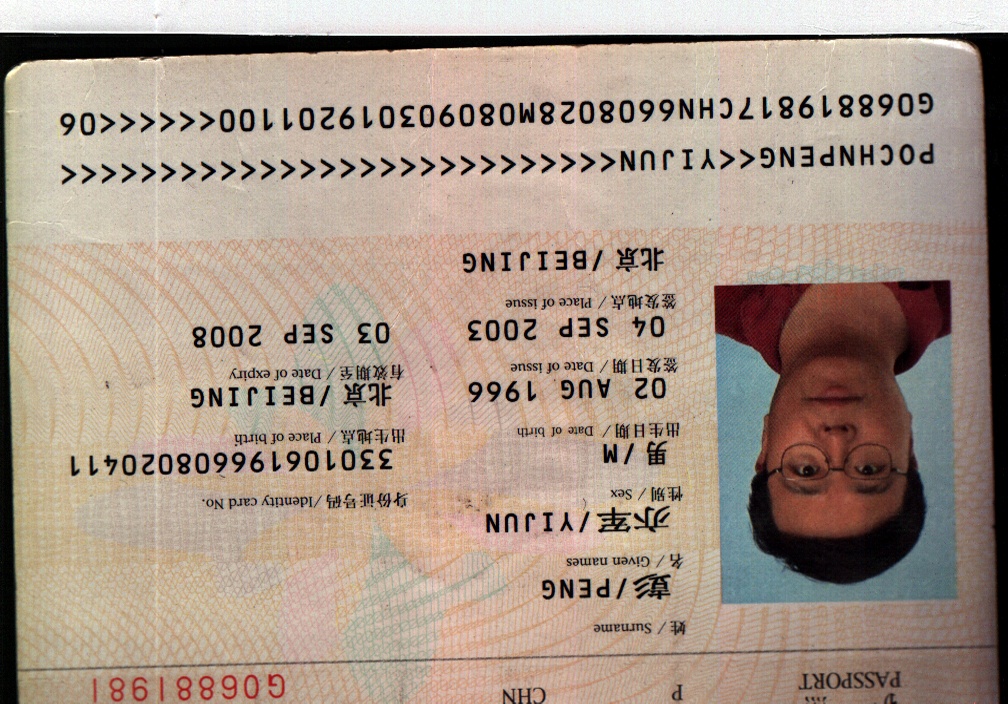 PASSPORT P CHN G06881981
姓 / Surname
彭/PENG
名 / Given names
亦军/YIJUN
身份证号码 /Identity card No.
性别 / Sex
男/M
330106196608020411
出生日期 / Date of birth
出生地点 / Place of birth
02 AUG 1966
北京/BEIJING
签发日期 / Date of issue
有效期至 / Date of expiry
04 SEP 2003
03 SEP 2008
签发地点 / Place of issue
北京/BEIJING
POCHNPENG<<YIJUN<<<<<<<<<<<<<<<<<<<<<<<<<<<<
G068819817CHN6608028M080903019201100<<<<<<06